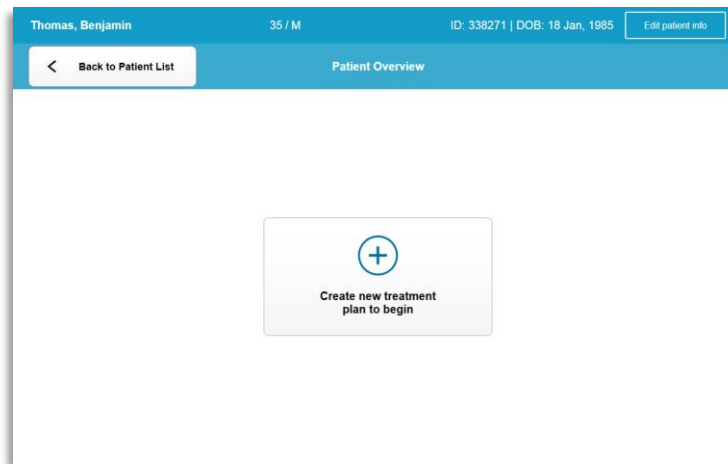 Thomas, Benjamin 35 / M ID: 338271 | DOB: 18 Jan, 1985 Edit patient info
Back to Patient List Patient Overview
Create new treatment
plan to begin